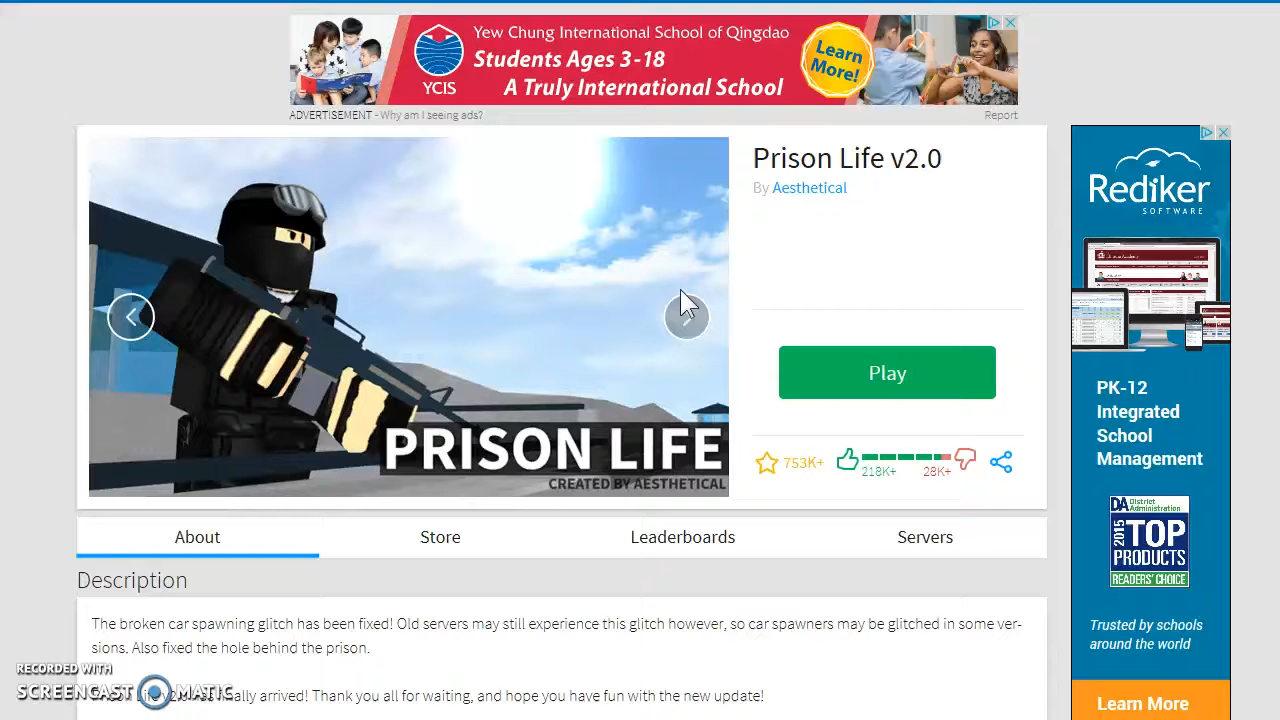 Yew Chung International School of Qingdao
Students Ages 3-18
A Truly International School
YCIS
Learn More!
ADVERTISEMENT - Why am I seeing ads?
Report
Prison Life v2.0
By Aesthetical
PRISON LIFE
CREATED BY AESTHETICAL
Play
753K+
218K+
28K+
About
Store
Leaderboards
Servers
Description
The broken car spawning glitch has been fixed! Old servers may still experience this glitch however, so car spawners may be glitched in some ver-
sions. Also fixed the hole behind the prison.
ally arrived! Thank you all for waiting, and hope you have fun with the new update!
RECORDED WITH
SCREENCAST MATIC
Rediker
SOFTWARE
PK-12
Integrated
School
Management
DA District
Administration
2015
TOP
PRODUCTS
READERS' CHOICE
Trusted by schools
around the world
Learn More